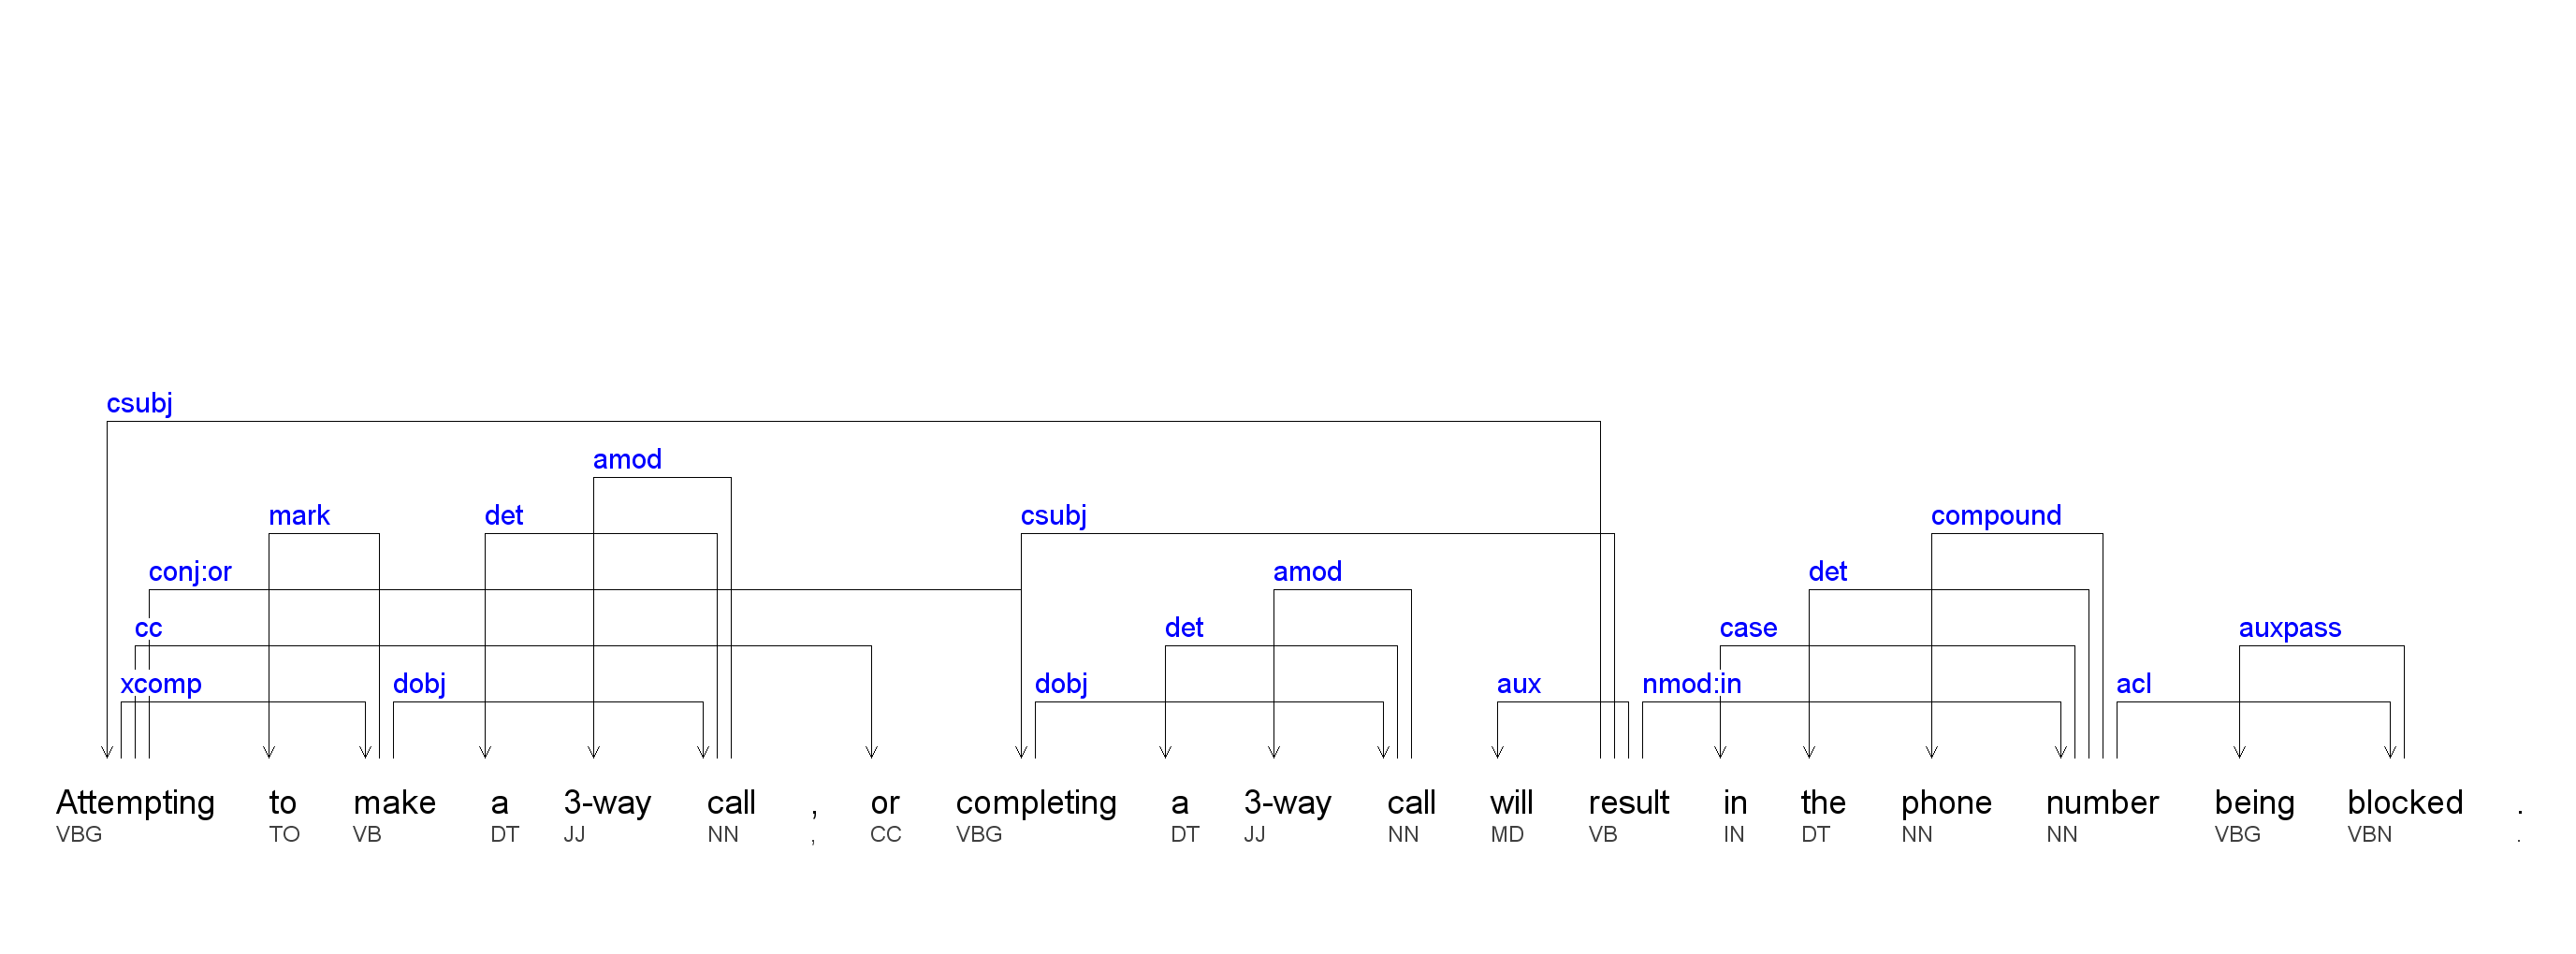 csubj
amod
mark det csubj compound
conj:or amod det
cc det case auxpass
xcomp dobj dobj aux nmod:in acl
Attempting to make a 3-way call , or completing a 3-way call will result in the phone number being blocked .
VBG TO VB DT JJ NN , CC VBG DT JJ NN MD VB IN DT NN NN VBG VBN .